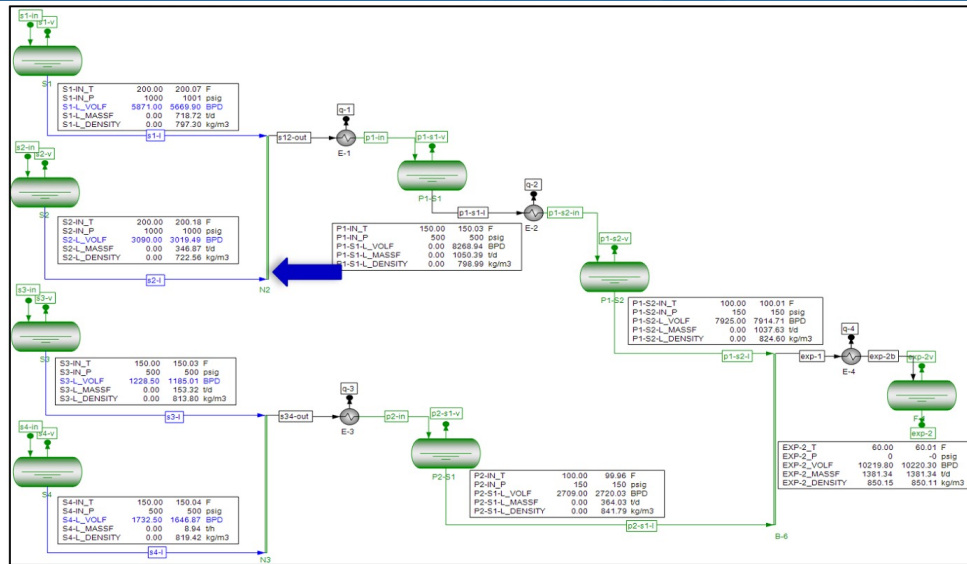 s1-in
s1-v
S1
S1-IN_T 200.00 200.07 F
S1-IN_P 1000 1001 psig
S1-L_VOLF 5871.00 5669.90 BPD
S1-L_MASSF 0.00 718.72 t/d
S1-L_DENSITY 0.00 797.30 kg/m3
s1-l
s2-in
s2-v
S2
S2-IN_T 200.00 200.18 F
S2-IN_P 1000 1000 psig
S2-L_VOLF 3090.00 3019.49 BPD
S2-L_MASSF 0.00 346.87 t/d
S2-L_DENSITY 0.00 722.56 kg/m3
s2-l
N2
s12-out
q-1
E-1
p1-in
p1-s1-v
P1-S1
P1-IN_T 150.00 150.03 F
P1-IN_P 500 500 psig
P1-S1-L_VOLF 0.00 8268.94 BPD
P1-S1-L_MASSF 0.00 1050.39 t/d
P1-S1-L_DENSITY 0.00 798.99 kg/m3
p1-s1-l
q-2
E-2
p1-s2-in
p1-s2-v
P1-S2
P1-S2-IN_T 100.00 100.01 F
P1-S2-IN_P 150 150 psig
P1-S2-L_VOLF 7925.00 7914.71 BPD
P1-S2-L_MASSF 0.00 1037.63 t/d
P1-S2-L_DENSITY 0.00 824.60 kg/m3
p1-s2-l
s3-in
s3-v
S3
S3-IN_T 150.00 150.03 F
S3-IN_P 500 500 psig
S3-L_VOLF 1228.50 1185.01 BPD
S3-L_MASSF 0.00 153.32 t/d
S3-L_DENSITY 0.00 813.80 kg/m3
s3-l
s4-in
s4-v
S4
S4-IN_T 150.00 150.04 F
S4-IN_P 500 500 psig
S4-L_VOLF 1732.50 1646.87 BPD
S4-L_MASSF 0.00 8.94 t/h
S4-L_DENSITY 0.00 819.42 kg/m3
s4-l
N3
s34-out
q-3
E-3
p2-in
p2-s1-v
P2-S1
P2-IN_T 100.00 99.96 F
P2-IN_P 150 150 psig
P2-S1-L_VOLF 2709.00 2720.03 BPD
P2-S1-L_MASSF 0.00 364.03 t/d
P2-S1-L_DENSITY 0.00 841.79 kg/m3
p2-s1-l
B-6
exp-1
q-4
E-4
exp-2b
exp-2v
exp-2
EXP-2_T 60.00 60.01 F
EXP-2_P 0 -0 psig
EXP-2_VOLF 10219.80 10220.30 BPD
EXP-2_MASSF 1381.34 1381.34 t/d
EXP-2_DENSITY 850.15 850.11 kg/m3